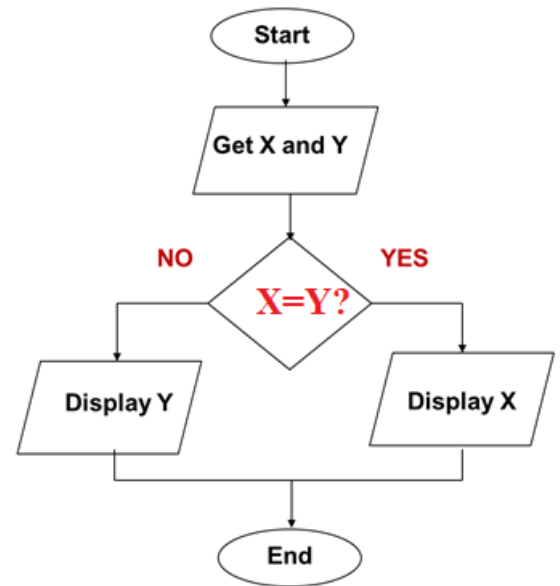 Start
Get X and Y
NO
YES
X=Y?
Display Y
Display X
End